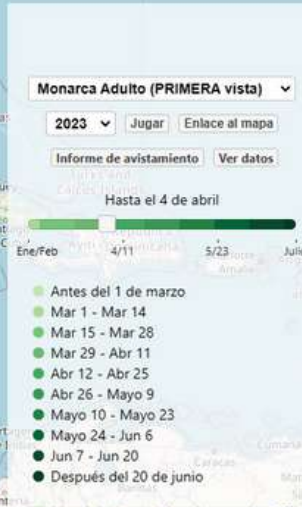 Monarca Adulto (PRIMERA vista)
2023 Jugar Enlace al mapa
Informe de avistamiento Ver datos
Hasta el 4 de abril
Ene/Feb 4/11 5/23 Julio
Antes del 1 de marzo
Mar 1 - Mar 14
Mar 15 - Mar 28
Mar 29 - Abr 11
Abr 12 - Abr 25
Abr 26 - Mayo 9
Mayo 10 - Mayo 23
Mayo 24 - Jun 6
Jun 7 - Jun 20
Después del 20 de junio
Caracas